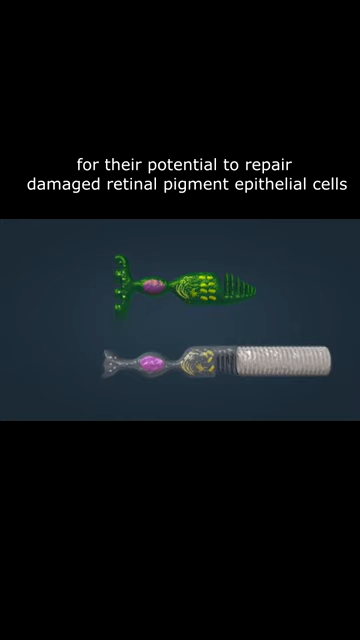 for their potential to repair
damaged retinal pigment epithelial cells